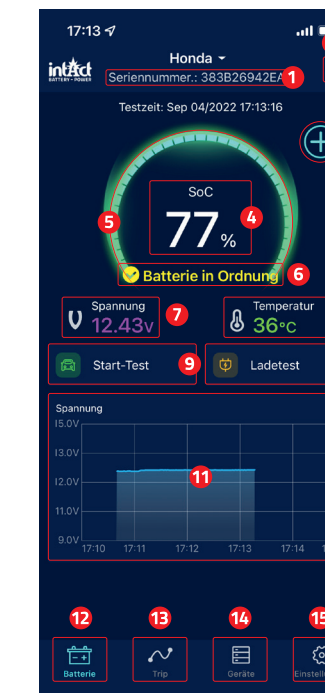 17:13
intAct
BATTERY-POWER
Honda
Seriennummer.: 383B26942EA
1
Testzeit: Sep 04/2022 17:13:16
SoC
77%
4
5
Batterie in Ordnung
6
Spannung
12.43V
7
Temperatur
36°C
Start-Test
9
Ladetest
Spannung
15.0V
13.0V
12.0V
11.0V
9.0V
11
17:10 17:11 17:12 17:13 17:14
12
13
14
15
Batterie
Trip
Geräte